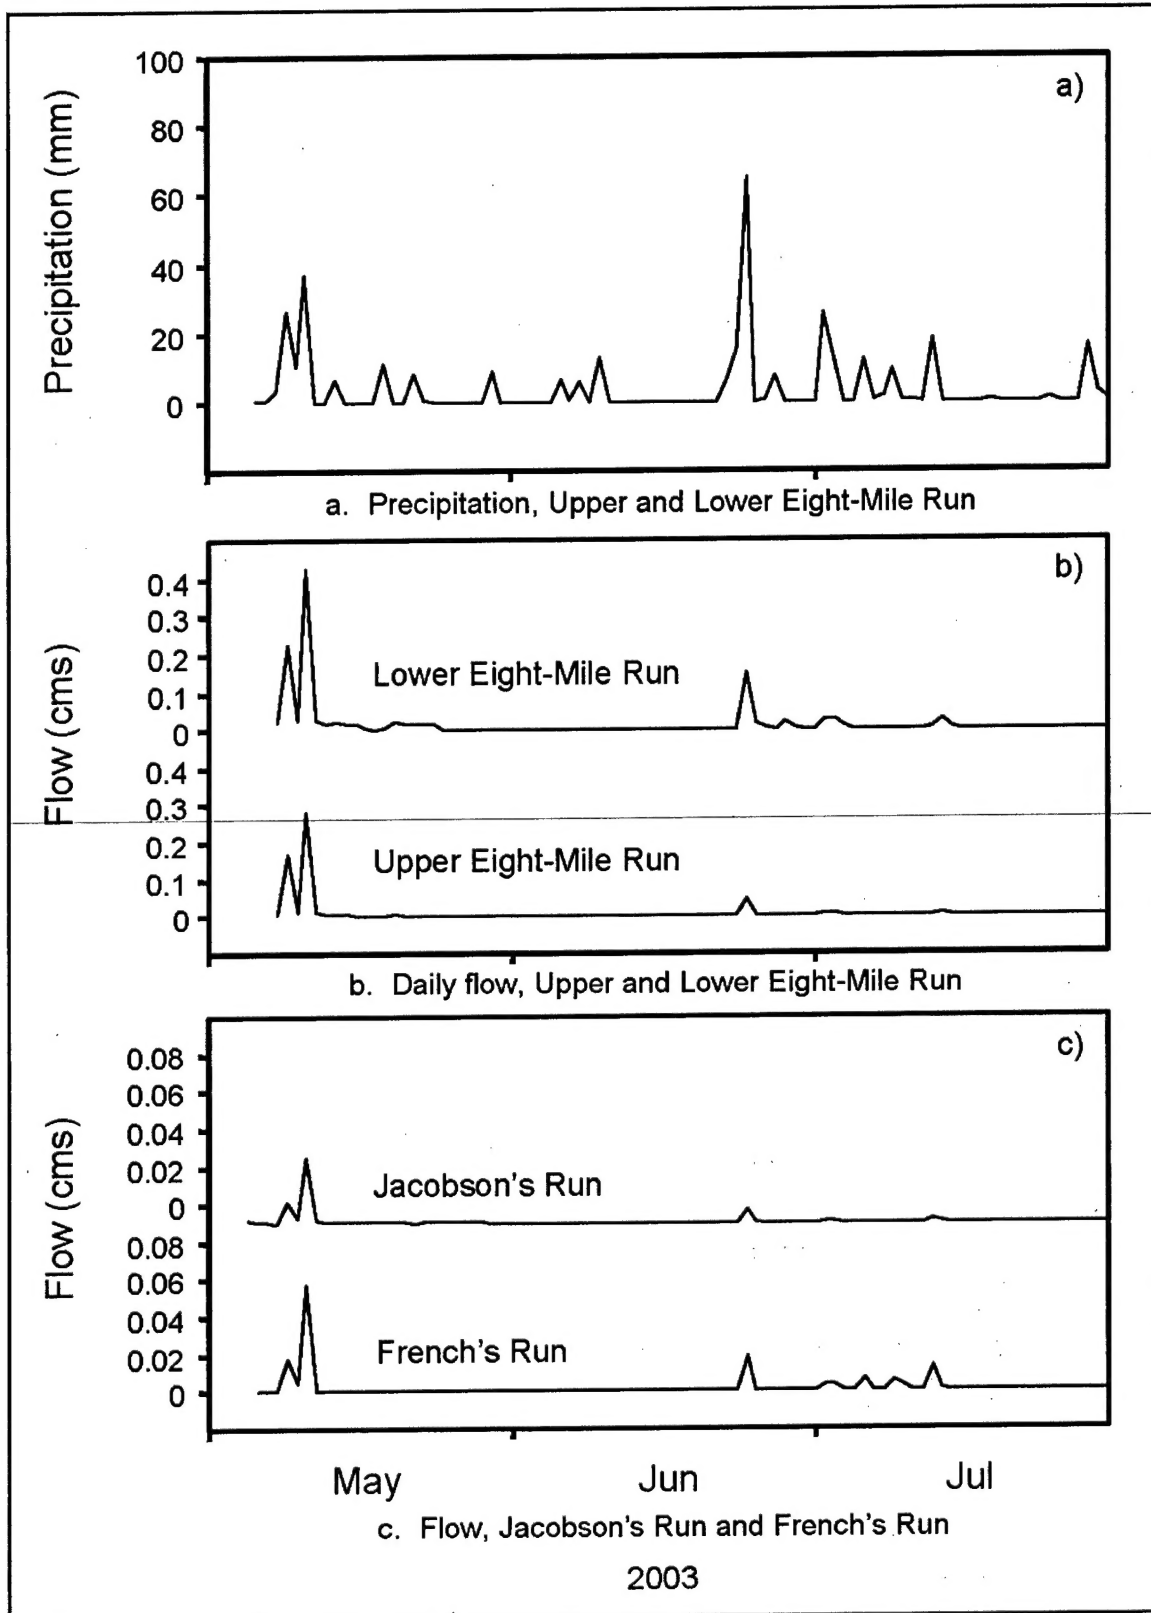 100
80
60
40
20
0
Precipitation (mm)
a)
a. Precipitation, Upper and Lower Eight-Mile Run
0.4
0.3
0.2
0.1
0
0.4
0.3
0.2
0.1
0
Flow (cms)
b)
Lower Eight-Mile Run
Upper Eight-Mile Run
b. Daily flow, Upper and Lower Eight-Mile Run
0.08
0.06
0.04
0.02
0
0.08
0.06
0.04
0.02
0
Flow (cms)
c)
Jacobson's Run
French's Run
May Jun Jul
c. Flow, Jacobson's Run and French's Run
2003